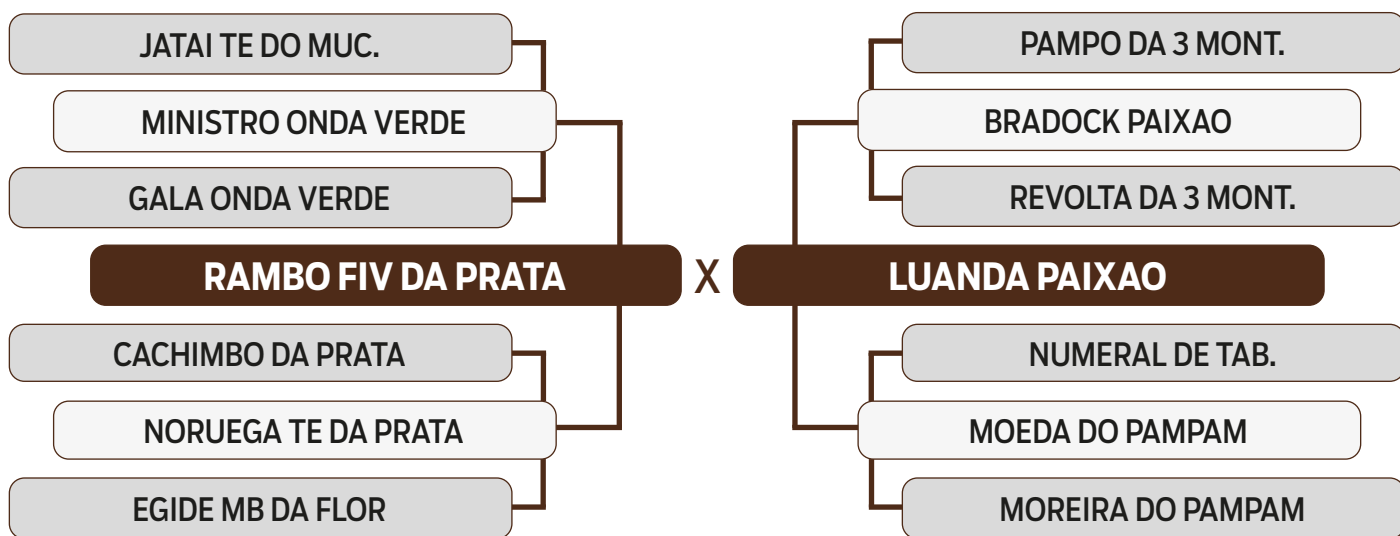 JATAI TE DO MUC.
MINISTRO ONDA VERDE
GALA ONDA VERDE
RAMBO FIV DA PRATA
CACHIMBO DA PRATA
NORUEGA TE DA PRATA
EGIDE MB DA FLOR
X
PAMPO DA 3 MONT.
BRADOCK PAIXAO
REVOLTA DA 3 MONT.
LUANDA PAIXAO
NUMERAL DE TAB.
MOEDA DO PAMPAM
MOREIRA DO PAMPAM